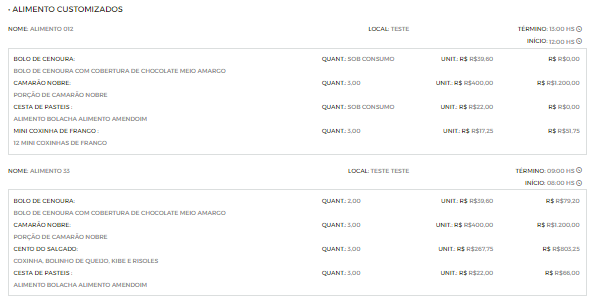 • ALIMENTO CUSTOMIZADOS
NOME: ALIMENTO 012 LOCAL: TESTE TÉRMINO: 15:00 HS
INÍCIO: 12:00 HS
BOLO DE CENOURA: QUANT.: SOB CONSUMO UNIT.: R$ R$39,60 R$ R$0,00
BOLO DE CENOURA COM COBERTURA DE CHOCOLATE MEIO AMARGO
CAMARÃO NOBRE: QUANT.: 3,00 UNIT.: R$ R$400,00 R$ R$1.200,00
PORÇÃO DE CAMARÃO NOBRE
CESTA DE PASTEIS : QUANT.: SOB CONSUMO UNIT.: R$ R$22,00 R$ R$0,00
ALIMENTO BOLACHA ALIMENTO AMENDOIM
MINI COXINHA DE FRANGO : QUANT.: 3,00 UNIT.: R$ R$17,25 R$ R$51,75
12 MINI COXINHAS DE FRANGO
NOME: ALIMENTO 33 LOCAL: TESTE TESTE TÉRMINO: 09:00 HS
INÍCIO: 08:00 HS
BOLO DE CENOURA: QUANT.: 2,00 UNIT.: R$ R$39,60 R$ R$79,20
BOLO DE CENOURA COM COBERTURA DE CHOCOLATE MEIO AMARGO
CAMARÃO NOBRE: QUANT.: 3,00 UNIT.: R$ R$400,00 R$ R$1.200,00
PORÇÃO DE CAMARÃO NOBRE
CENTO DO SALGADO: QUANT.: 3,00 UNIT.: R$ R$267,75 R$ R$803,25
COXINHA, BOLINHO DE QUEIJO, KIBE E RISOLES
CESTA DE PASTEIS : QUANT.: 3,00 UNIT.: R$ R$22,00 R$ R$66,00
ALIMENTO BOLACHA ALIMENTO AMENDOIM